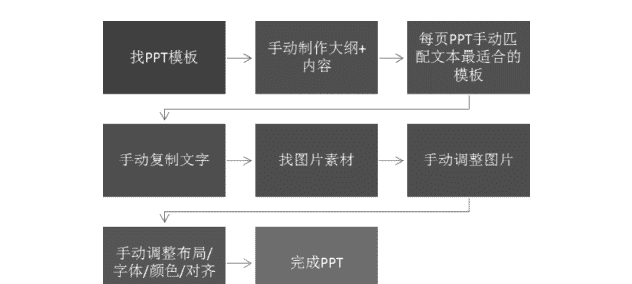 找PPT模板
手动制作大纲+
内容
每页PPT手动匹
配文本最适合的
模板
手动复制文字
找图片素材
手动调整图片
手动调整布局/
字体/颜色/对齐
完成PPT